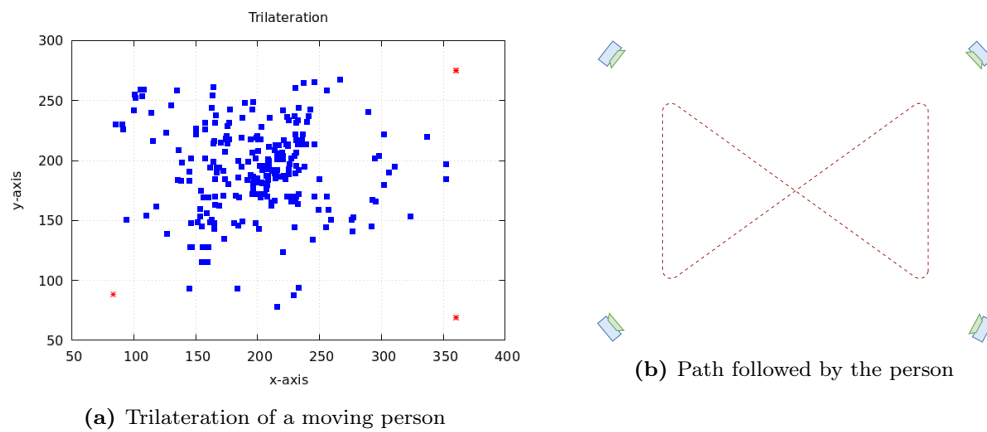 Trilateration
300
250
200
150
100
50
y-axis
50 100 150 200 250 300 350 400
x-axis
(a) Trilateration of a moving person
(b) Path followed by the person